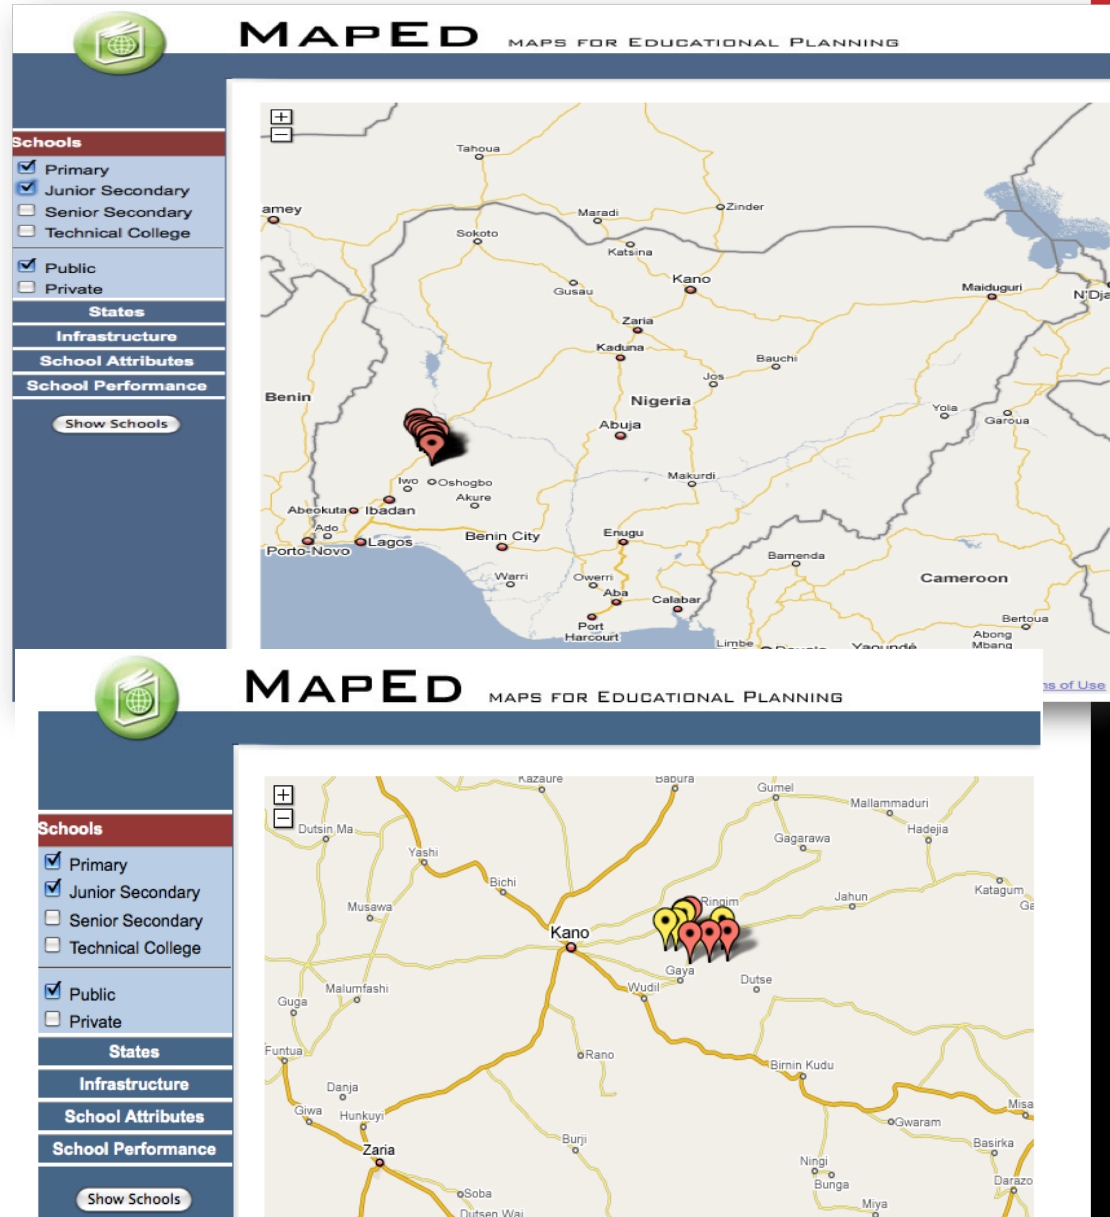 MAPED MAPS FOR EDUCATIONAL PLANNING
Schools
Primary
Junior Secondary
Senior Secondary
Technical College
Public
Private
States
Infrastructure
School Attributes
School Performance
Show Schools
+
−
Tahoua
amey
Maradi
Zinder
Sokoto
Katsina
Gusau
Kano
Maiduguri
N'Dja
Zaria
Kaduna
Bauchi
Jos
Benin
Nigeria
Yola
Garoua
Abuja
Makurdi
Iwo
Oshogbo
Akure
Abeokuta
Ibadan
Ado
Lagos
Porto-Novo
Benin City
Enugu
Bamenda
Warri
Owerri
Cameroon
Aba
Calabar
Port
Harcourt
Bertoua
Abong
Mbang
Limbe
Douala
Yaoundé
ns of Use
MAPED MAPS FOR EDUCATIONAL PLANNING
Schools
Primary
Junior Secondary
Senior Secondary
Technical College
Public
Private
States
Infrastructure
School Attributes
School Performance
Show Schools
+
−
Kazaure
Babura
Gumel
Mallammaduri
Dutsin Ma
Hadejia
Gagarawa
Yashi
Bichi
Katagum
Musawa
Ringim
Jahun
Ga
Kano
Gaya
Dutse
Malumfashi
Wudil
Guga
Funtua
Rano
Birnin Kudu
Danja
Giwa
Hunkuyi
Misa
Gwaram
Burji
Basirka
Zaria
Ningi
Bunga
Darazo
Soba
Miya
Dutsen Wai